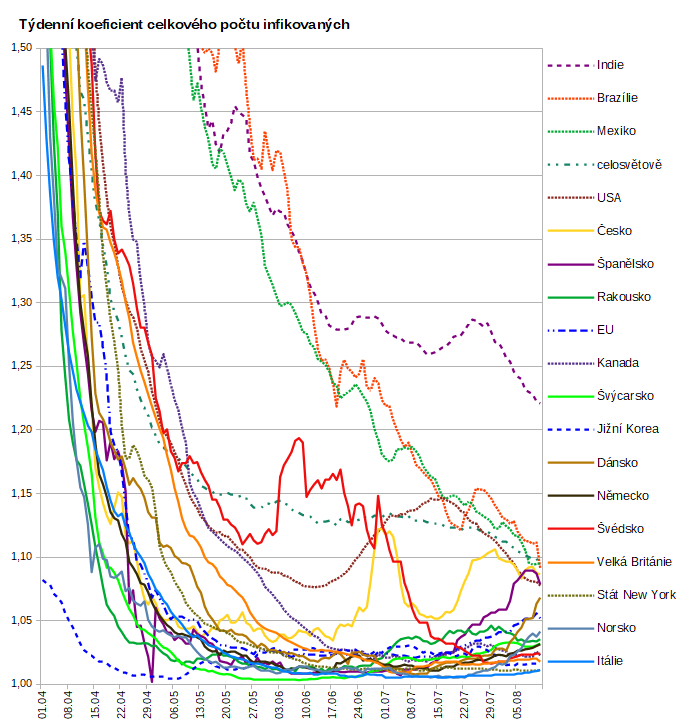 Týdenní koeficient celkového počtu infikovaných
1,50
1,45
1,40
1,35
1,30
1,25
1,20
1,15
1,10
1,05
1,00
01.04
08.04
15.04
22.04
29.04
06.05
13.05
20.05
27.05
03.06
10.06
17.06
24.06
01.07
08.07
15.07
22.07
29.07
05.08
Indie
Brazílie
Mexiko
celosvětově
USA
Česko
Španělsko
Rakousko
EU
Kanada
Švýcarsko
Jižní Korea
Dánsko
Německo
Švédsko
Velká Británie
Stát New York
Norsko
Itálie